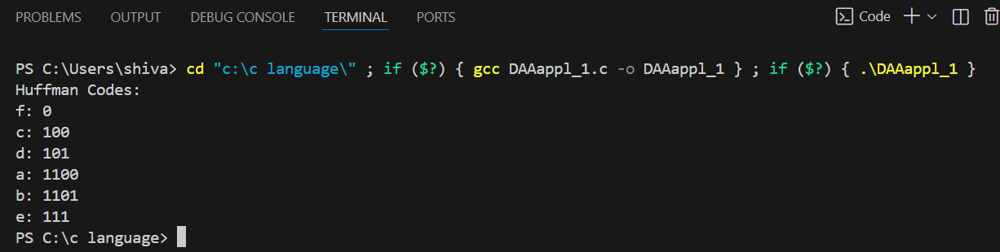 PROBLEMS OUTPUT DEBUG CONSOLE TERMINAL PORTS Code
PS C:\Users\shiva> cd "c:\c language\" ; if ($?) { gcc DAAappl_1.c -o DAAappl_1 } ; if ($?) { .\DAAappl_1 }
Huffman Codes:
f: 0
c: 100
d: 101
a: 1100
b: 1101
e: 111
PS C:\c language>